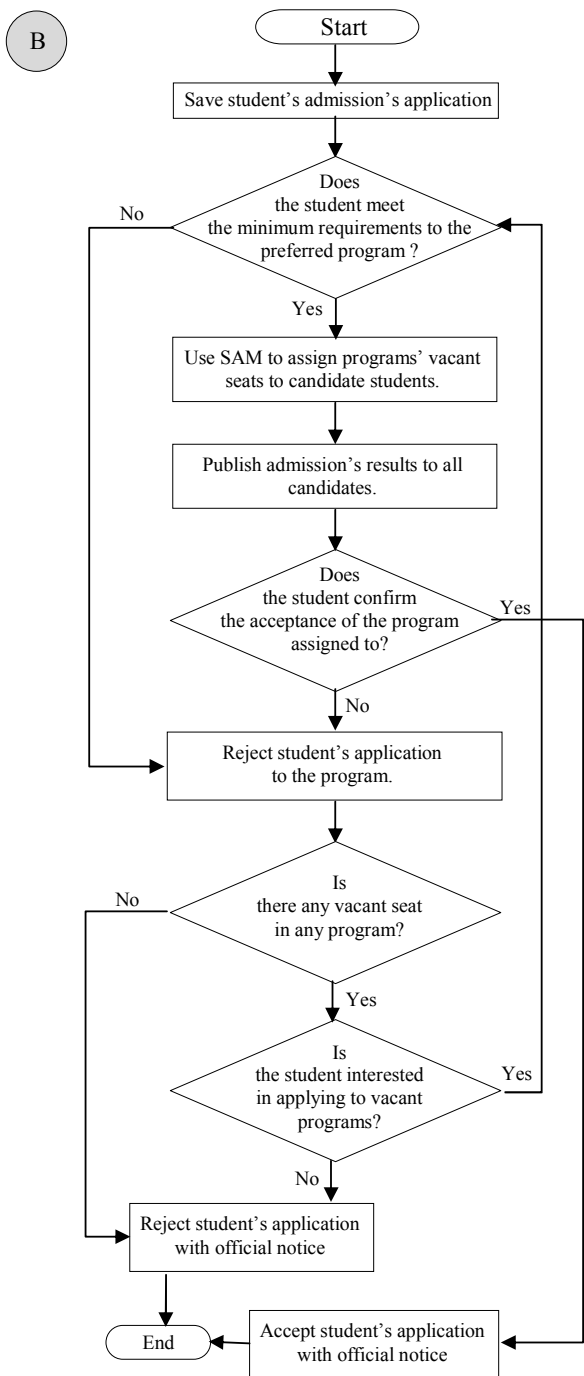 B
Start
Save student's admission's application
Does
the student meet
the minimum requirements to the
preferred program ?
No
Yes
Use SAM to assign programs' vacant
seats to candidate students.
Publish admission's results to all
candidates.
Does
the student confirm
the acceptance of the program
assigned to?
Yes
No
Reject student's application
to the program.
Is
there any vacant seat
in any program?
No
Yes
Is
the student interested
in applying to vacant
programs?
Yes
No
Reject student's application
with official notice
End
Accept student's application
with official notice